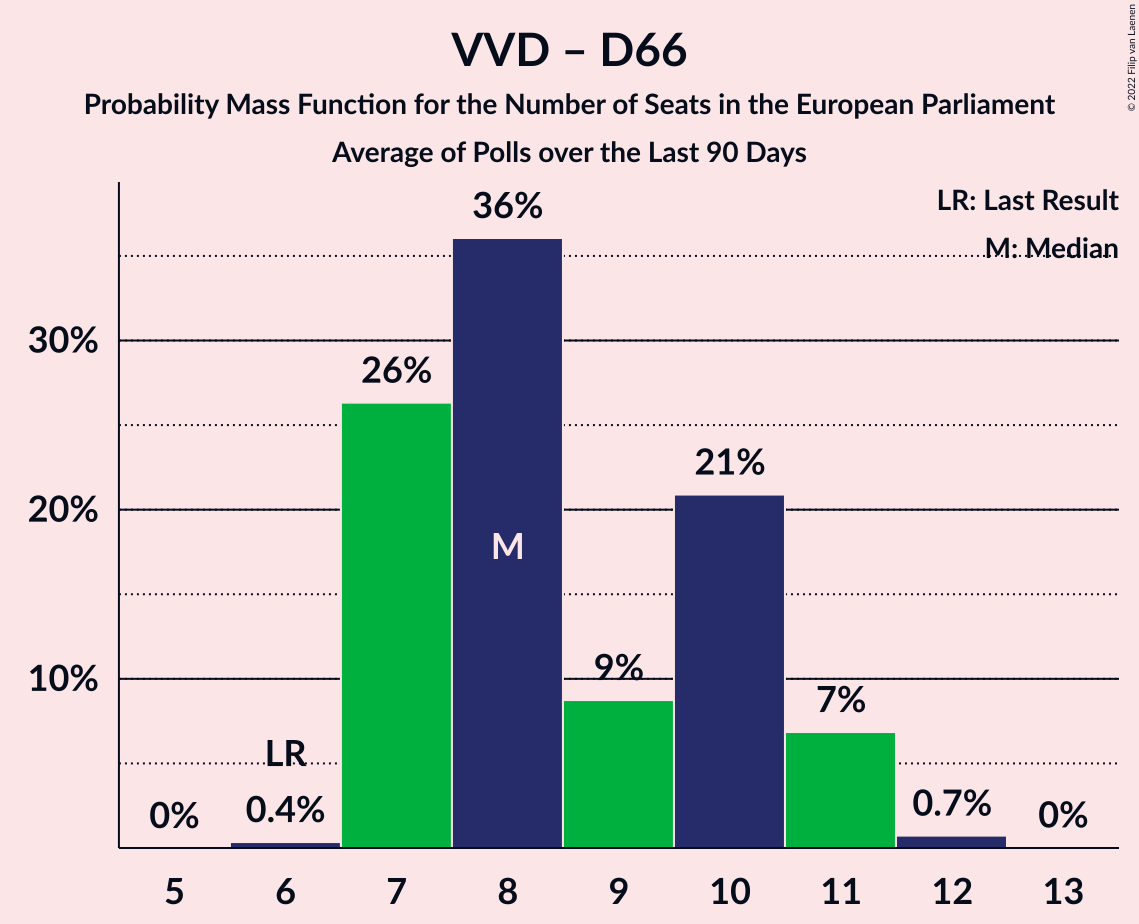 VVD – D66
Probability Mass Function for the Number of Seats in the European Parliament
Average of Polls over the Last 90 Days
© 2022 Filip van Laenen
LR: Last Result
M: Median
36%
30%
26%
21%
20%
M
10%
9%
7%
LR
0%
0.4%
0.7%
0%
5 6 7 8 9 10 11 12 13